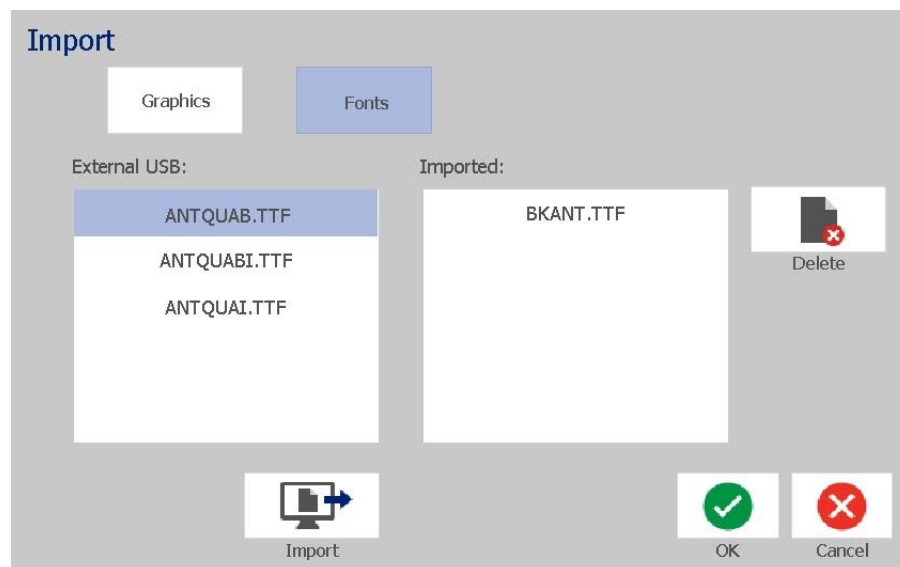 Import
Graphics
Fonts
External USB:
Imported:
ANTQUAB.TTF
ANTQUABI.TTF
ANTQUAI.TTF
BKANT.TTF
Delete
Import
OK
Cancel